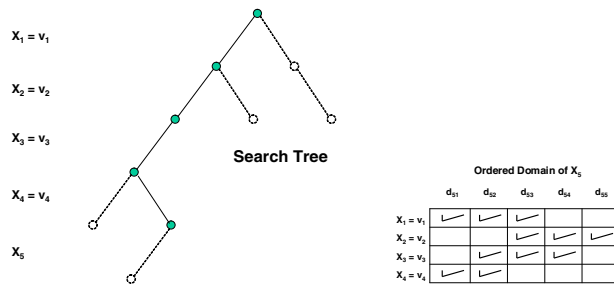 X1 = v1
X2 = v2
X3 = v3
Search Tree
X4 = v4
X5
Ordered Domain of X5
d51 d52 d53 d54 d55
X1 = v1
X2 = v2
X3 = v3
X4 = v4